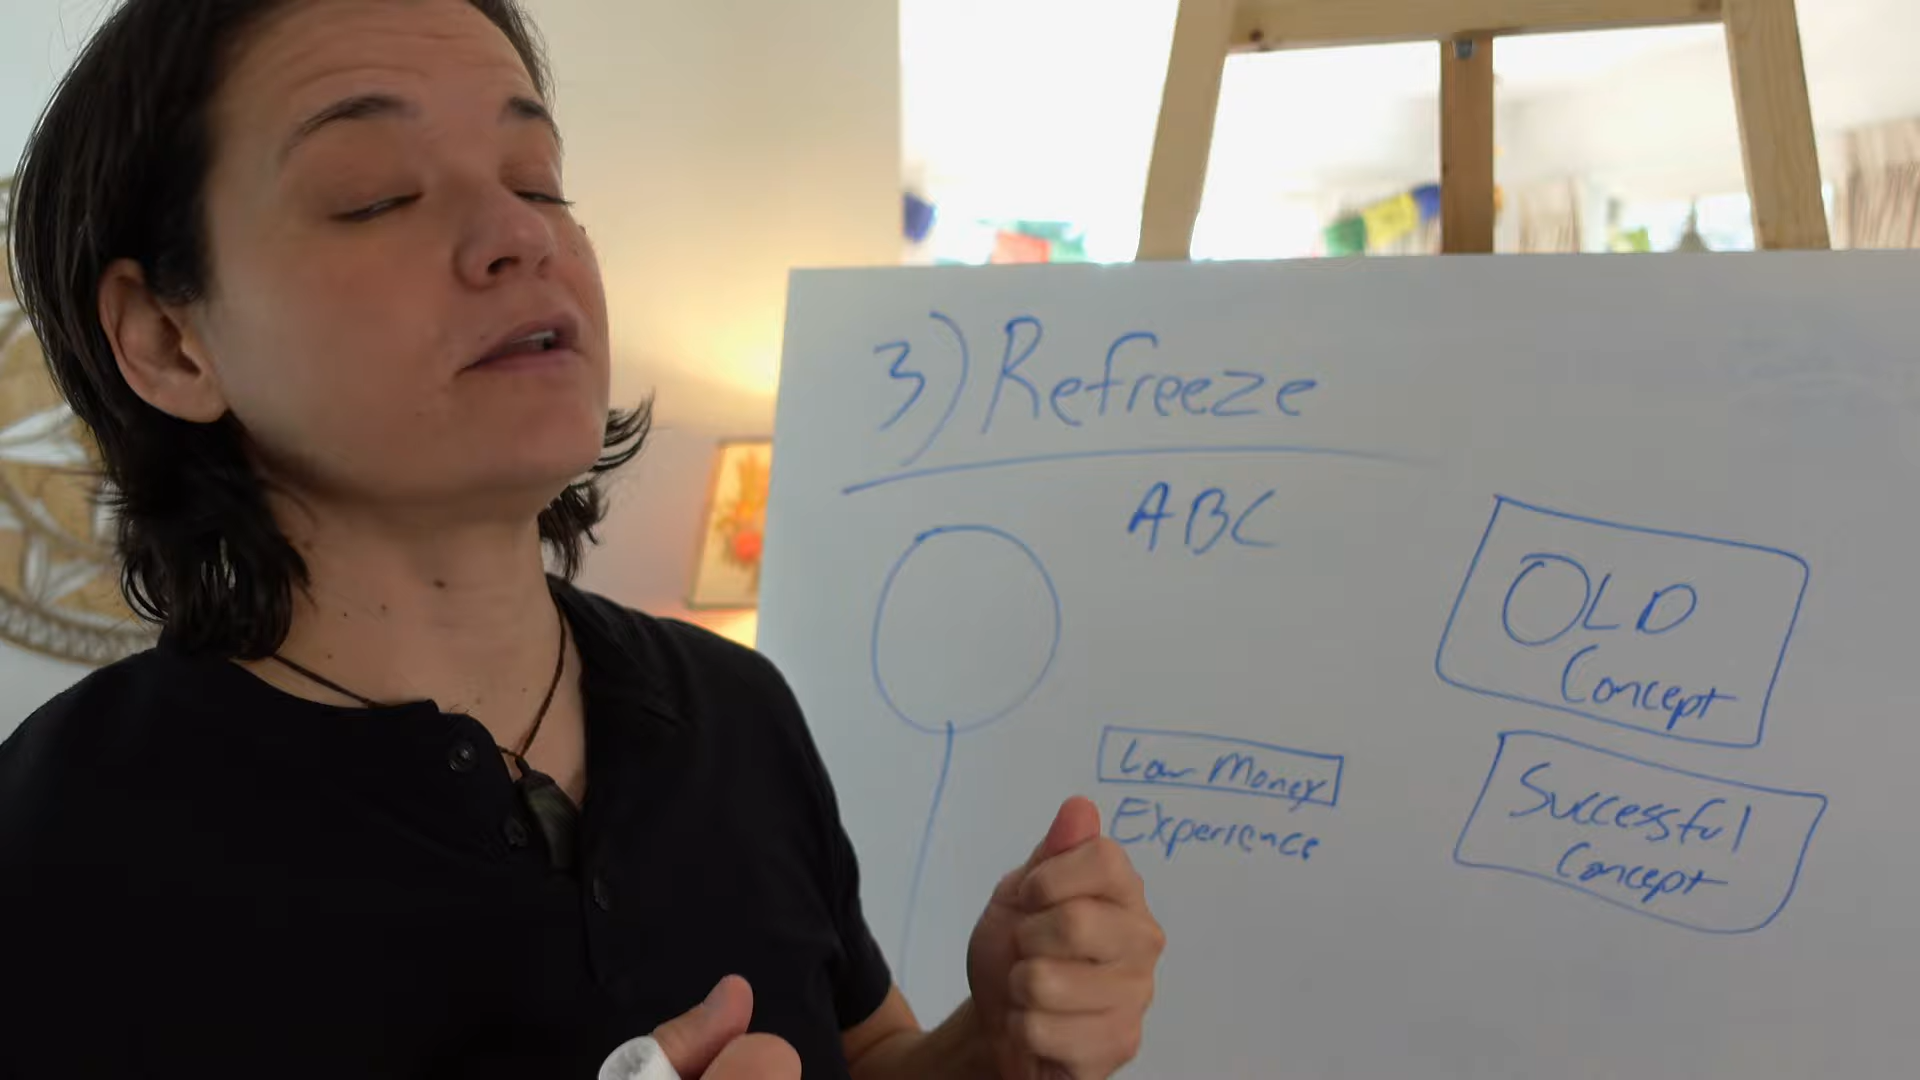 3) Refreeze
ABC
OLD
Concept
Low Money
Experience
Successful
Concept